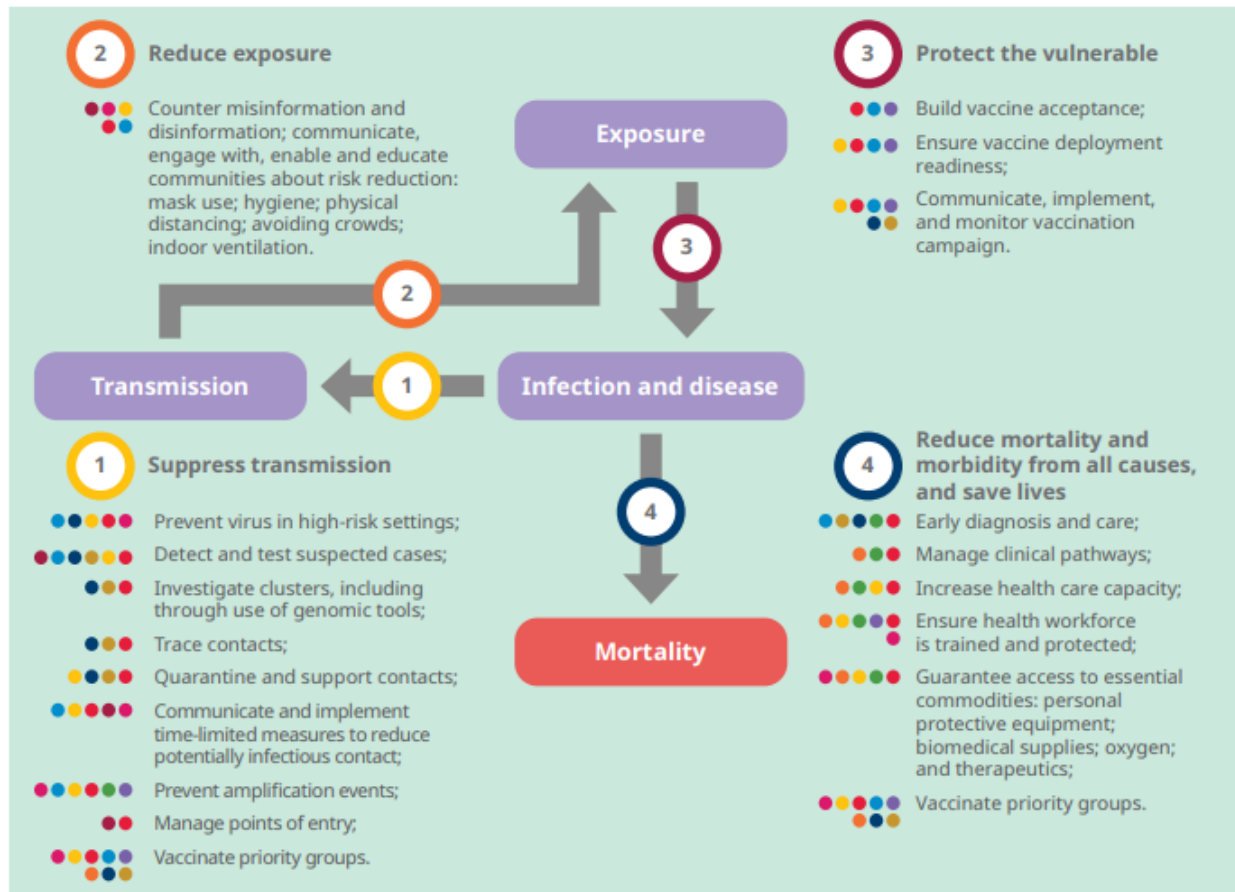 2
Reduce exposure
Counter misinformation and
disinformation; communicate,
engage with, enable and educate
communities about risk reduction:
mask use; hygiene; physical
distancing; avoiding crowds;
indoor ventilation.
Exposure
3
Protect the vulnerable
Build vaccine acceptance;
Ensure vaccine deployment
readiness;
Communicate, implement,
and monitor vaccination
campaign.
3
2
Transmission
1
Infection and disease
1
Suppress transmission
Prevent virus in high-risk settings;
Detect and test suspected cases;
Investigate clusters, including
through use of genomic tools;
Trace contacts;
Quarantine and support contacts;
Communicate and implement
time-limited measures to reduce
potentially infectious contact;
Prevent amplification events;
Manage points of entry;
Vaccinate priority groups.
4
Mortality
4
Reduce mortality and
morbidity from all causes,
and save lives
Early diagnosis and care;
Manage clinical pathways;
Increase health care capacity;
Ensure health workforce
is trained and protected;
Guarantee access to essential
commodities: personal
protective equipment;
biomedical supplies; oxygen;
and therapeutics;
Vaccinate priority groups.